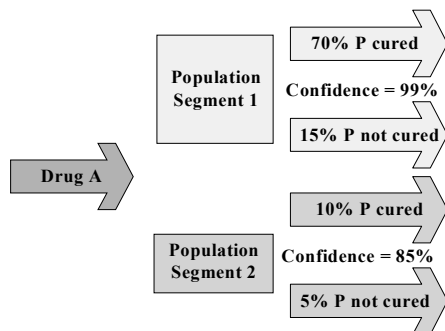 70% P cured
Population
Segment 1
Confidence = 99%
15% P not cured
Drug A
10% P cured
Population
Segment 2
Confidence = 85%
5% P not cured